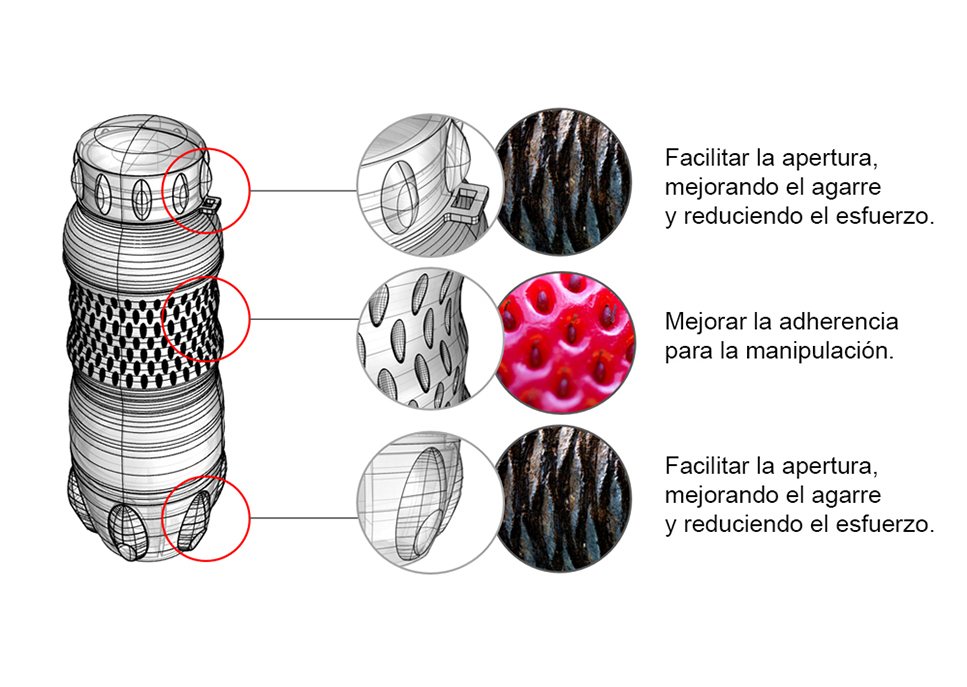 Facilitar la apertura,
mejorando el agarre
y reduciendo el esfuerzo.
Mejorar la adherencia
para la manipulación.
Facilitar la apertura,
mejorando el agarre
y reduciendo el esfuerzo.